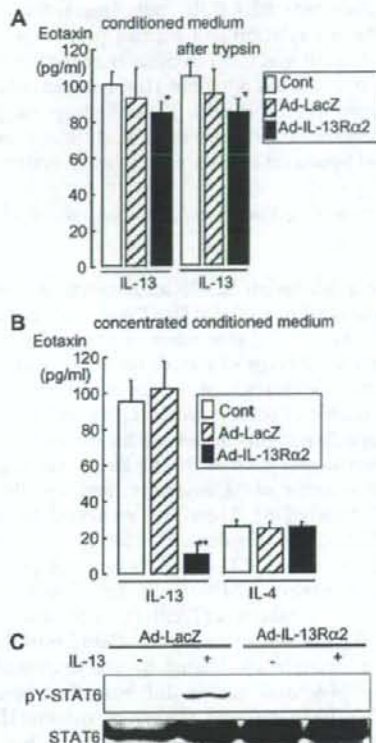 A
conditioned medium
Eotaxin
(pg/ml)
after trypsin
120
100
80
60
40
20
0
Cont
Ad-LacZ
Ad-IL-13Rα2
*
*
IL-13
IL-13
B
concentrated conditioned medium
Eotaxin
(pg/ml)
120
100
80
60
40
20
0
Cont
Ad-LacZ
Ad-IL-13Rα2
**
IL-13
IL-4
C
Ad-LacZ
Ad-IL-13Rα2
IL-13
-
+
-
+
pY-STAT6
STAT6